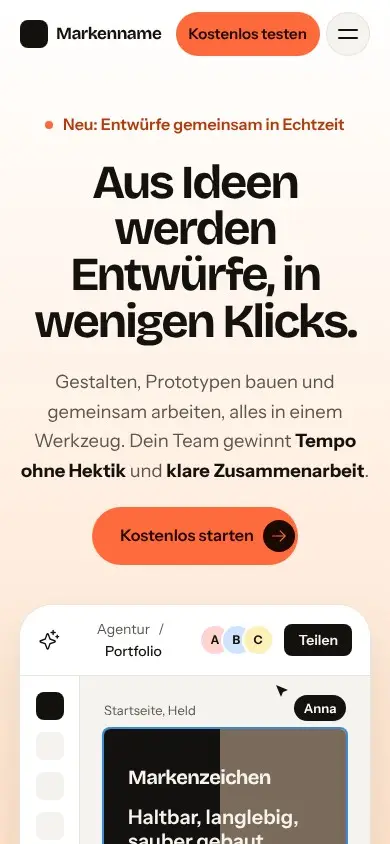 Markenname
Kostenlos testen
Neu: Entwürfe gemeinsam in Echtzeit
Aus Ideen
werden
Entwürfe, in
wenigen Klicks.
Gestalten, Prototypen bauen und
gemeinsam arbeiten, alles in einem
Werkzeug. Dein Team gewinnt Tempo
ohne Hektik und klare Zusammenarbeit.
Kostenlos starten
Agentur /
Portfolio
A B C
Teilen
Startseite, Held
Anna
Markenzeichen
Haltbar, langlebig,
sauber gebaut